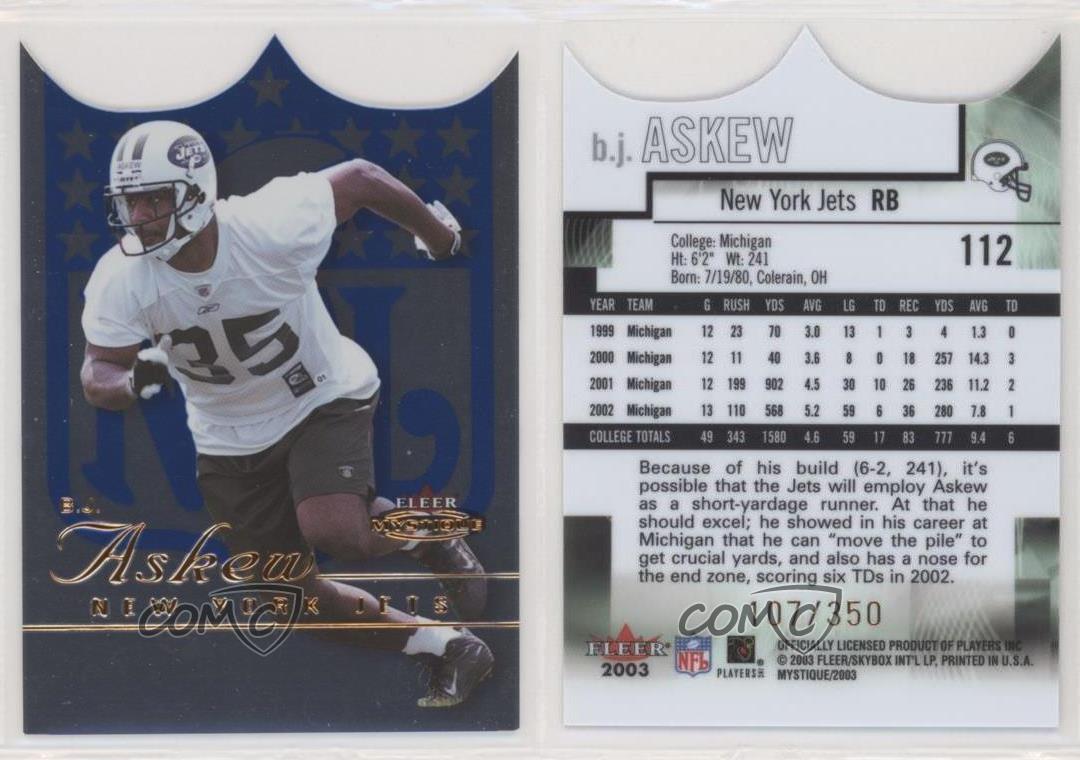 ASKEW
JETS
35
05
B.J.
Askew
NEW YORK JETS
FLEER
MYSTIQUE
COMC
b.j. ASKEW
New York Jets RB
112
College: Michigan
Ht: 6'2" Wt: 241
Born: 7/19/80, Colerain, OH
YEAR TEAM G RUSH YDS AVG LG TD REC YDS AVG TD
1999 Michigan 12 23 70 3.0 13 1 3 4 1.3 0
2000 Michigan 12 11 40 3.6 8 0 18 257 14.3 3
2001 Michigan 12 199 902 4.5 30 10 26 236 11.2 2
2002 Michigan 13 110 568 5.2 59 6 36 280 7.8 1
COLLEGE TOTALS 49 343 1580 4.6 59 17 83 777 9.4 6
Because of his build (6-2, 241), it's
possible that the Jets will employ Askew
as a short-yardage runner. At that he
should excel; he showed in his career at
Michigan that he can "move the pile" to
get crucial yards, and also has a nose for
the end zone, scoring six TDs in 2002.
107/350
COMC
FLEER
2003
NFL
PLAYERS INC
OFFICIALLY LICENSED PRODUCT OF PLAYERS INC
© 2003 FLEER/SKYBOX INT'L LP, PRINTED IN U.S.A.
MYSTIQUE/2003